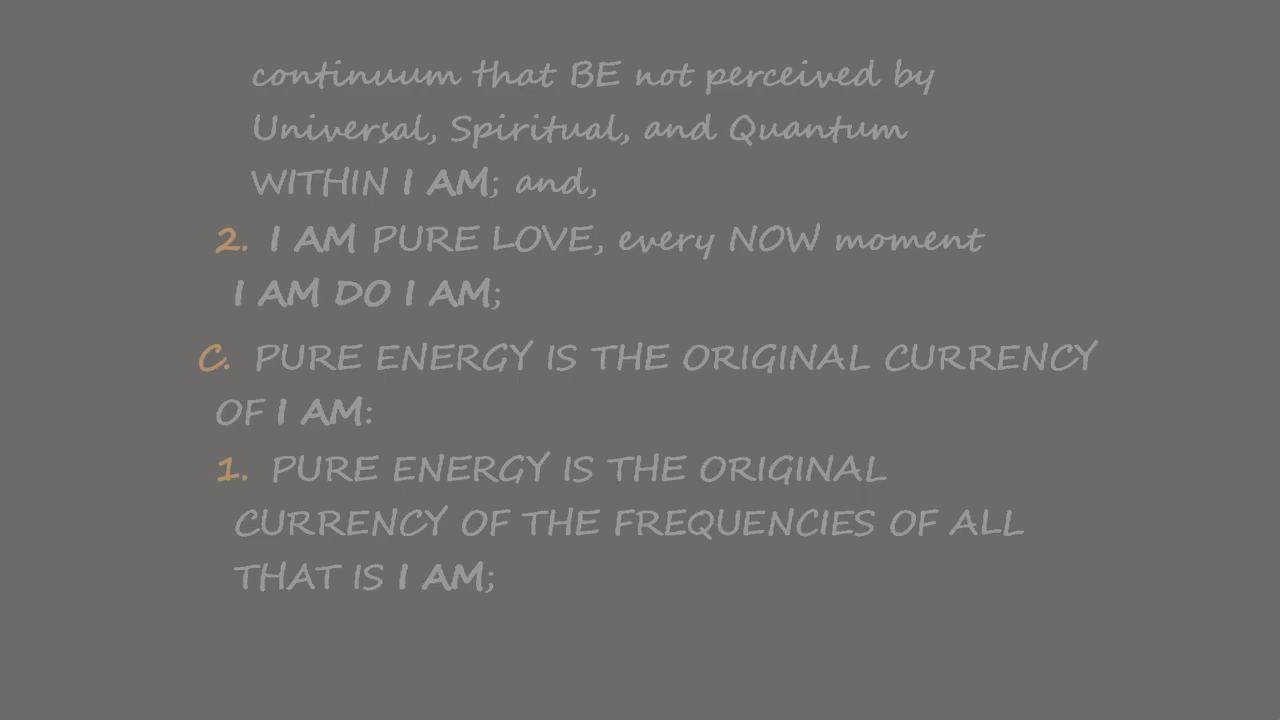 continuum that BE not perceived by
Universal, Spiritual, and Quantum
WITHIN I AM; and,
2. I AM PURE LOVE, every NOW moment
I AM DO I AM;
C. PURE ENERGY IS THE ORIGINAL CURRENCY
OF I AM:
1. PURE ENERGY IS THE ORIGINAL
CURRENCY OF THE FREQUENCIES OF ALL
THAT IS I AM;